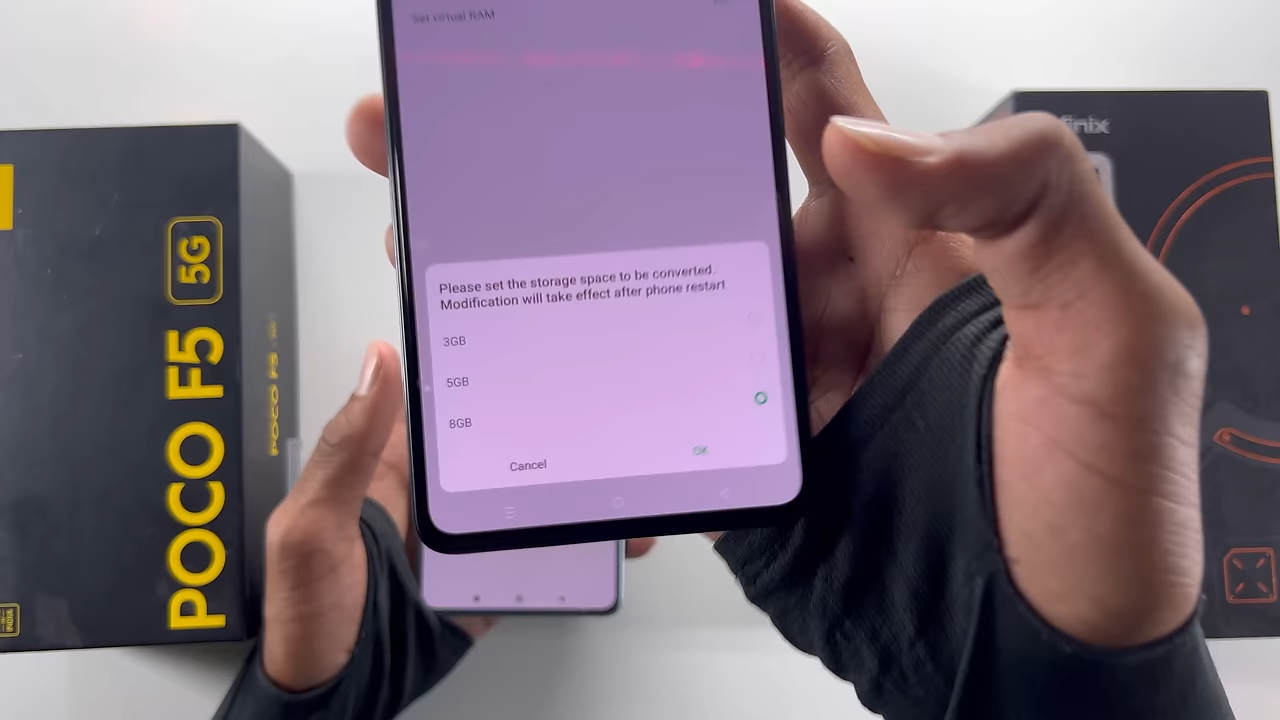 Set virtual RAM
Please set the storage space to be converted.
Modification will take effect after phone restart
3GB
5GB
8GB
Cancel
OK
POCO F5 5G
POCO F5
finix